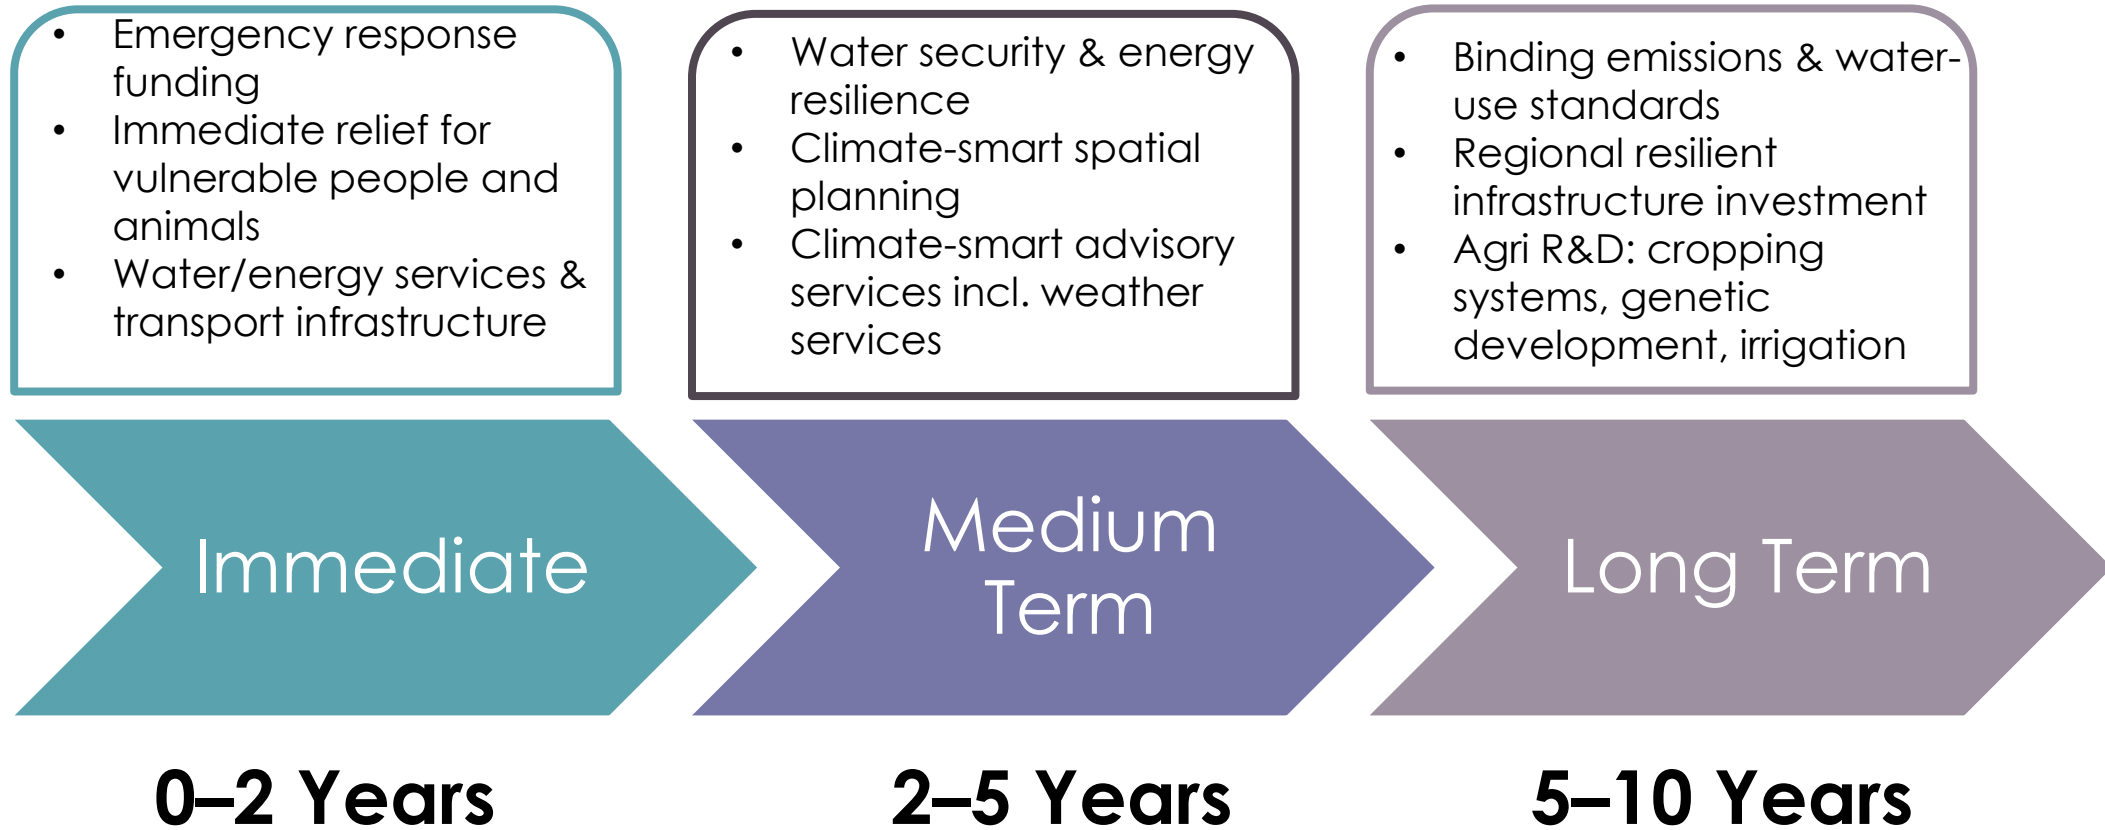 • Emergency response
funding
• Immediate relief for
vulnerable people and
animals
• Water/energy services &
transport infrastructure
• Water security & energy
resilience
• Climate-smart spatial
planning
• Climate-smart advisory
services incl. weather
services
• Binding emissions & water-
use standards
• Regional resilient
infrastructure investment
• Agri R&D: cropping
systems, genetic
development, irrigation
Immediate
Medium
Term
Long Term
0–2 Years
2–5 Years
5–10 Years